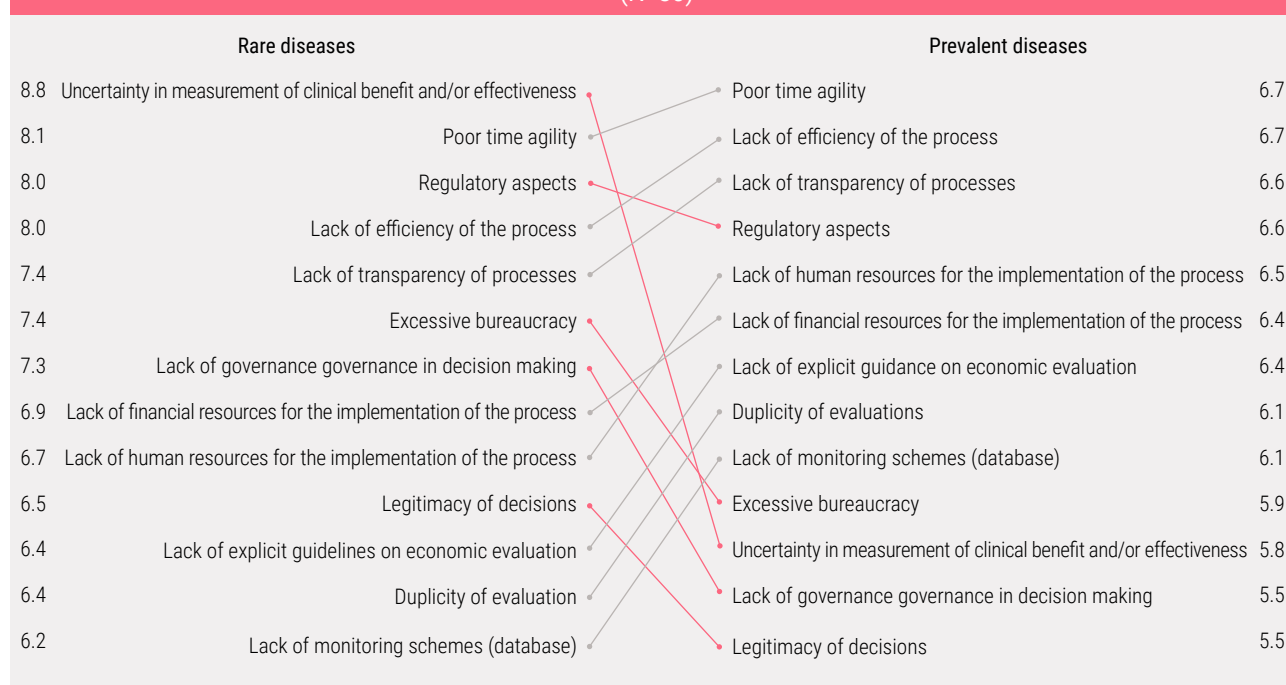 Rare diseases Prevalent diseases
8.8 Uncertainty in measurement of clinical benefit and/or effectiveness Poor time agility 6.7
8.1 Poor time agility Lack of efficiency of the process 6.7
8.0 Regulatory aspects Lack of transparency of processes 6.6
8.0 Lack of efficiency of the process Regulatory aspects 6.6
7.4 Lack of transparency of processes Lack of human resources for the implementation of the process 6.5
7.4 Excessive bureaucracy Lack of financial resources for the implementation of the process 6.4
7.3 Lack of governance governance in decision making Lack of explicit guidance on economic evaluation 6.4
6.9 Lack of financial resources for the implementation of the process Duplicity of evaluations 6.1
6.7 Lack of human resources for the implementation of the process Lack of monitoring schemes (database) 6.1
6.5 Legitimacy of decisions Excessive bureaucracy 5.9
6.4 Lack of explicit guidelines on economic evaluation Uncertainty in measurement of clinical benefit and/or effectiveness 5.8
6.4 Duplicity of evaluation Lack of governance governance in decision making 5.5
6.2 Lack of monitoring schemes (database) Legitimacy of decisions 5.5